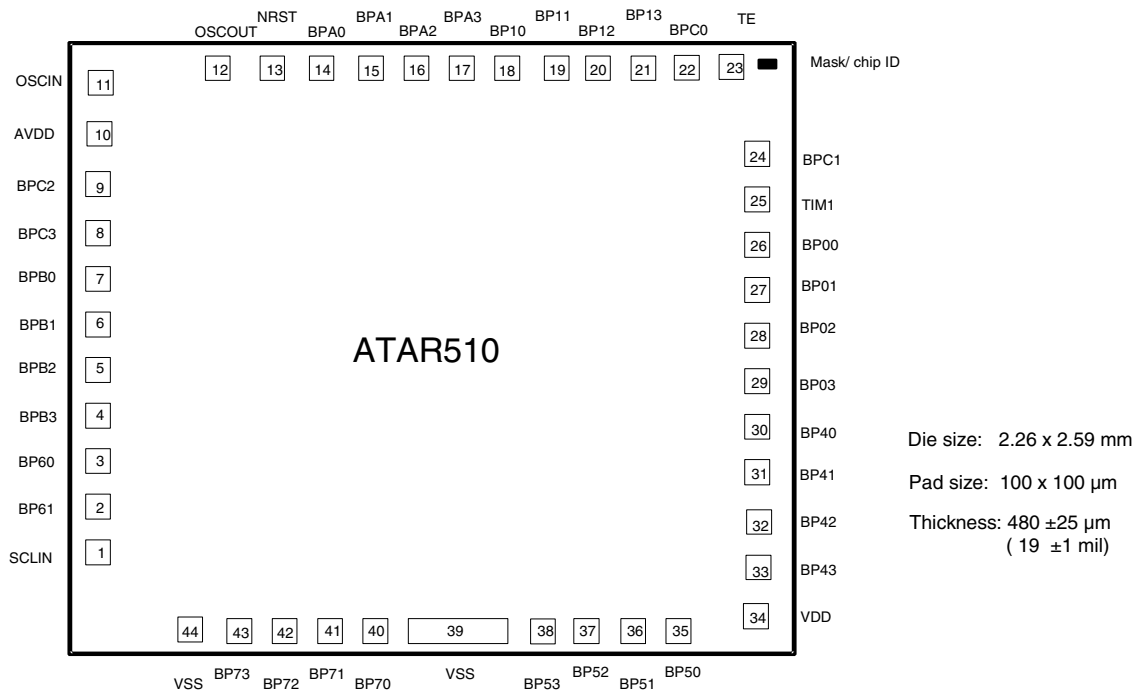 OSCOUT NRST BPA0 BPA1 BPA2 BPA3 BP10 BP11 BP12 BP13 BPC0 TE
12 13 14 15 16 17 18 19 20 21 22 23
Mask/ chip ID
OSCIN 11
AVDD 10
BPC2 9
BPC3 8
BPB0 7
BPB1 6
BPB2 5
BPB3 4
BP60 3
BP61 2
SCLIN 1
ATAR510
24 BPC1
25 TIM1
26 BP00
27 BP01
28 BP02
29 BP03
30 BP40
31 BP41
32 BP42
33 BP43
34 VDD
44 43 42 41 40 39 38 37 36 35
VSS BP73 BP72 BP71 BP70 VSS BP53 BP52 BP51 BP50
Die size: 2.26 x 2.59 mm
Pad size: 100 x 100 µm
Thickness: 480 ±25 µm
( 19 ±1 mil)